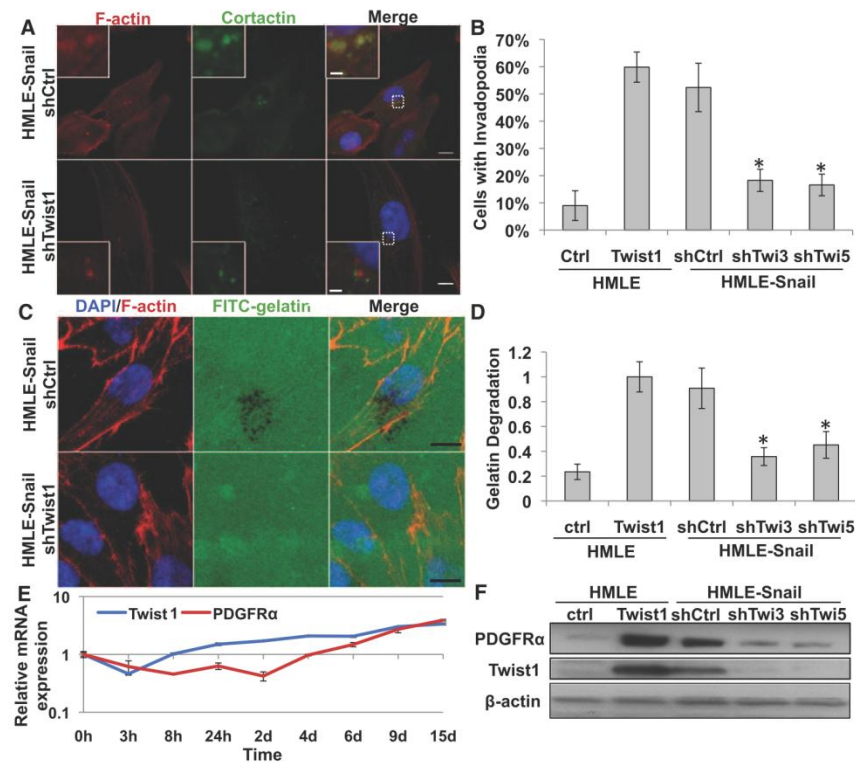 A
F-actin
Cortactin
Merge
HMLE-Snail
shCtrl
HMLE-Snail
shTwist1
B
Cells with Invadopodia
70%
60%
50%
40%
30%
20%
10%
0%
*
*
Ctrl Twist1 shCtrl shTwi3 shTwi5
HMLE HMLE-Snail
C
DAPI/F-actin
FITC-gelatin
Merge
HMLE-Snail
shCtrl
HMLE-Snail
shTwist1
D
Gelatin Degradation
1.2
1
0.8
0.6
0.4
0.2
0
*
*
ctrl Twist1 shCtrl shTwi3 shTwi5
HMLE HMLE-Snail
E
Relative mRNA
expression
Twist 1 PDGFRα
10
1
0.1
0h 3h 8h 24h 2d 4d 6d 9d 15d
Time
F
HMLE HMLE-Snail
ctrl Twist1 shCtrl shTwi3 shTwi5
PDGFRα
Twist1
β-actin